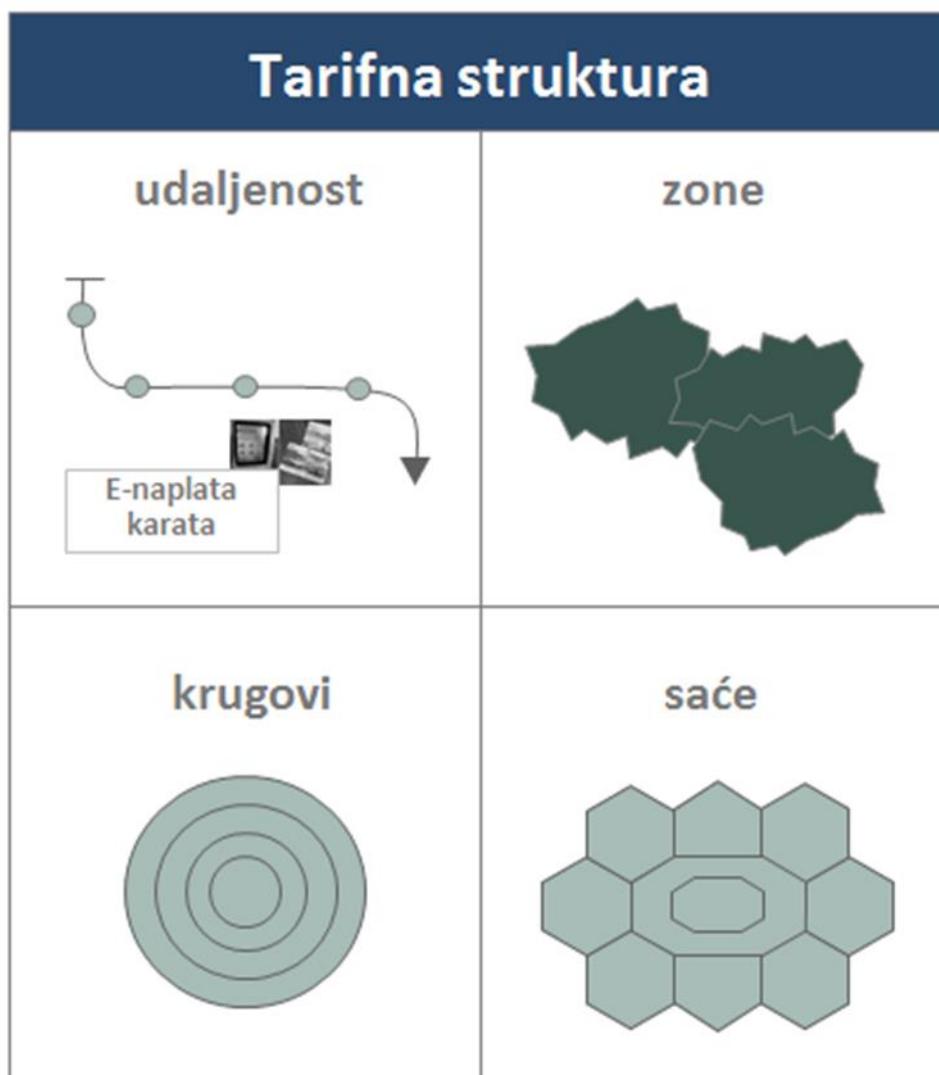 Tarifna struktura
udaljenost
zone
E-naplata
karata
krugovi
saće